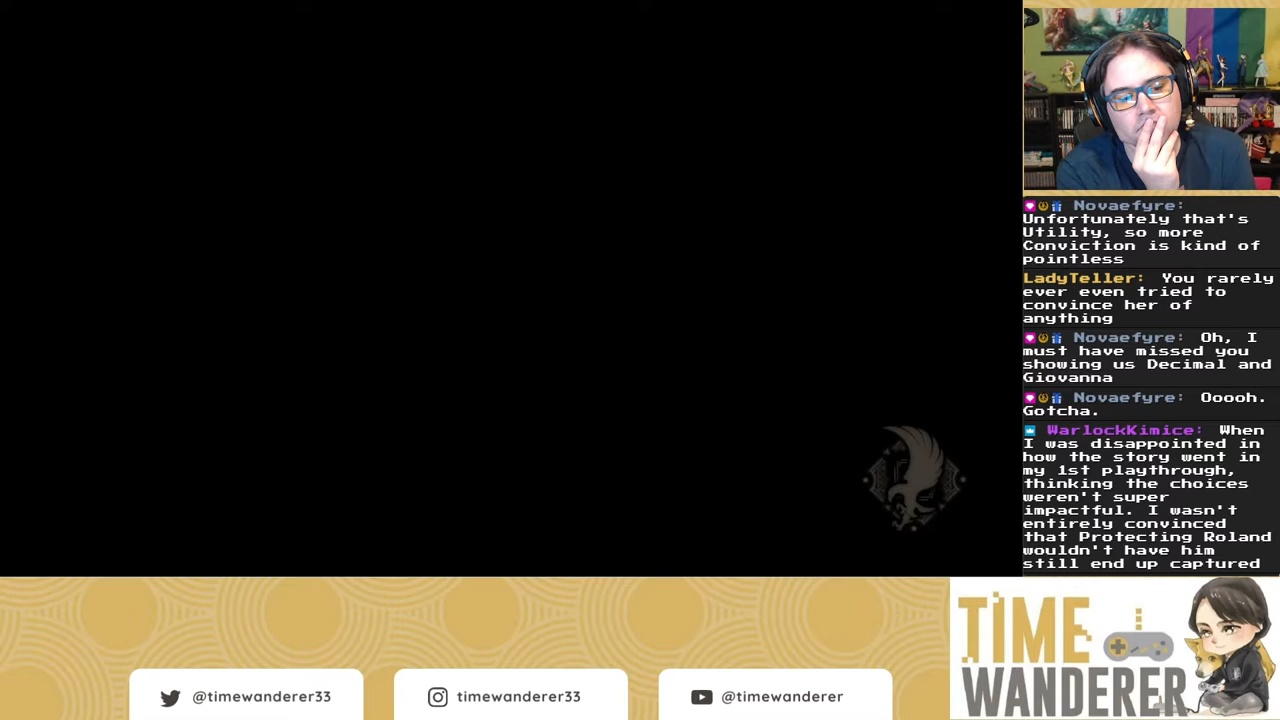 Novaefyre:
Unfortunately that's
Utility, so more
Conviction is kind of
pointless
LadyTeller: You rarely
ever even tried to
convince her of
anything
Novaefyre: Oh, I
must have missed you
showing us Decimal and
Giovanna
Novaefyre: Ooooh.
Gotcha.
WarlockKimice: When
I was disappointed in
how the story went in
my 1st playthrough,
thinking the choices
weren't super
impactful. I wasn't
entirely convinced
that Protecting Roland
wouldn't have him
still end up captured
TIME
WANDERER
@timewanderer33
timewanderer33
@timewanderer